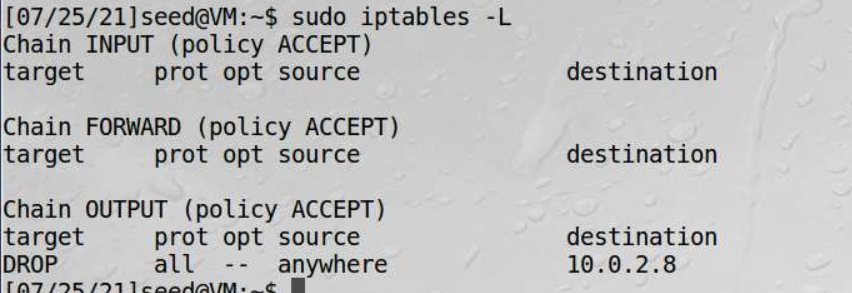 [07/25/21]seed@VM:~$ sudo iptables -L
Chain INPUT (policy ACCEPT)
target     prot opt source               destination

Chain FORWARD (policy ACCEPT)
target     prot opt source               destination

Chain OUTPUT (policy ACCEPT)
target     prot opt source               destination
DROP       all  --  anywhere             10.0.2.8
[07/25/21]seed@VM:~$